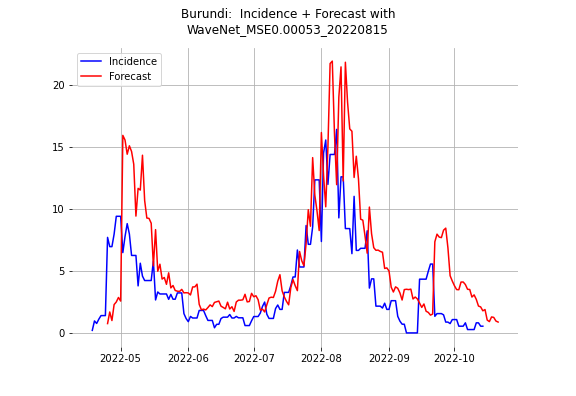 Burundi:  Incidence + Forecast with
WaveNet_MSE0.00053_20220815
Incidence
Forecast
20
15
10
5
0
2022-05 2022-06 2022-07 2022-08 2022-09 2022-10